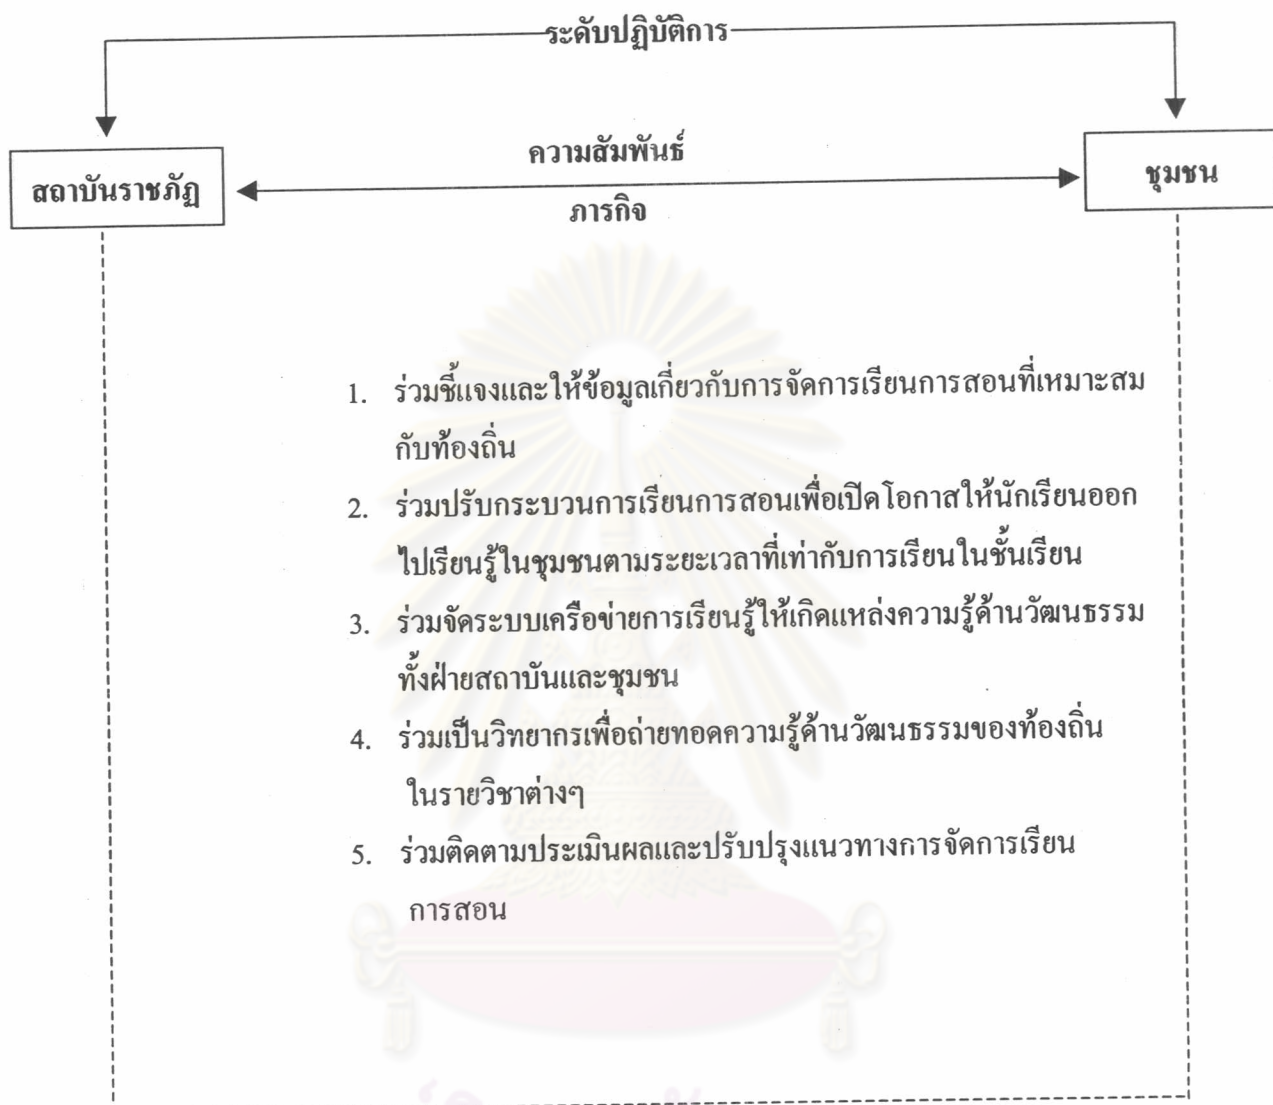 ระดับปฏิบัติการ
ความสัมพันธ์
สถาบันราชภัฏ
ชุมชน
ภารกิจ
1. ร่วมชี้แจงและให้ข้อมูลเกี่ยวกับการจัดการเรียนการสอนที่เหมาะสม
กับท้องถิ่น
2. ร่วมปรับกระบวนการเรียนการสอนเพื่อเปิดโอกาสให้นักเรียนออก
ไปเรียนรู้ในชุมชนตามระยะเวลาที่เท่ากับการเรียนในชั้นเรียน
3. ร่วมจัดระบบเครือข่ายการเรียนรู้ให้เกิดแหล่งความรู้ด้านวัฒนธรรม
ทั้งฝ่ายสถาบันและชุมชน
4. ร่วมเป็นวิทยากรเพื่อถ่ายทอดความรู้ด้านวัฒนธรรมของท้องถิ่น
ในรายวิชาต่างๆ
5. ร่วมติดตามประเมินผลและปรับปรุงแนวทางการจัดการเรียน
การสอน